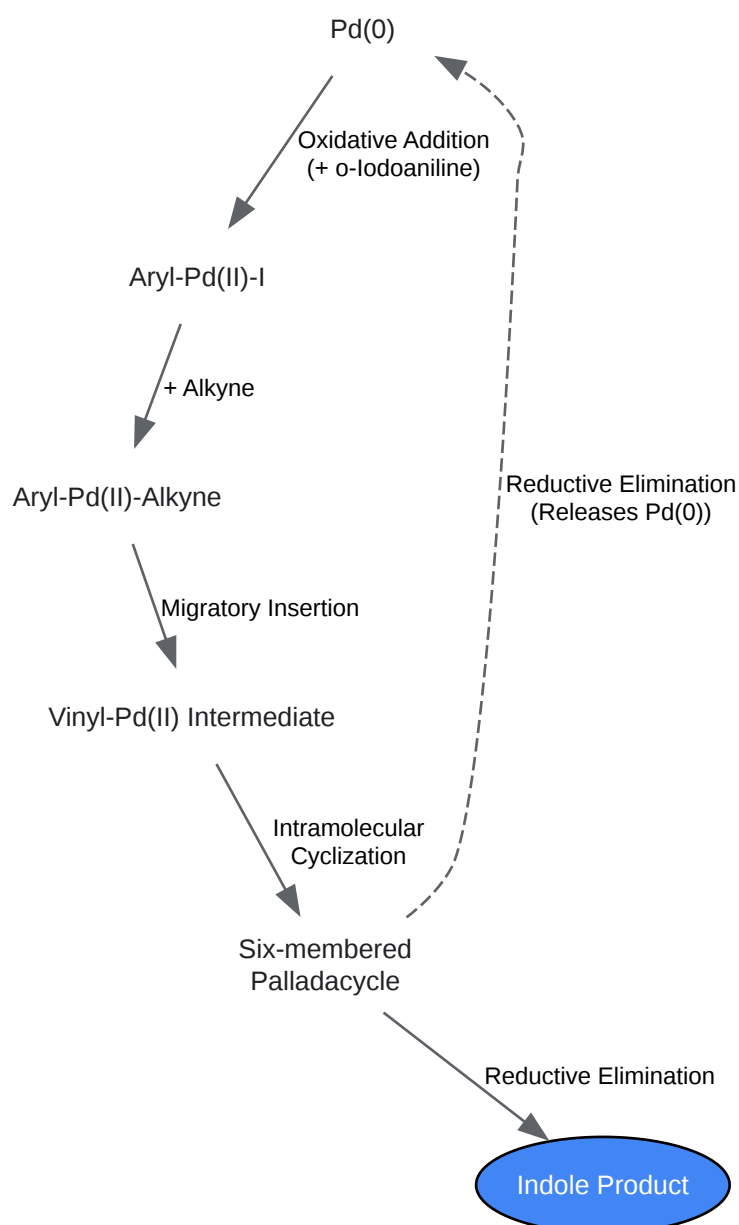 Pd(0)
Oxidative Addition
(+ o-Iodoaniline)
Aryl-Pd(II)-I
+ Alkyne
Aryl-Pd(II)-Alkyne
Reductive Elimination
(Releases Pd(0))
Migratory Insertion
Vinyl-Pd(II) Intermediate
Intramolecular
Cyclization
Six-membered
Palladacycle
Reductive Elimination
Indole Product